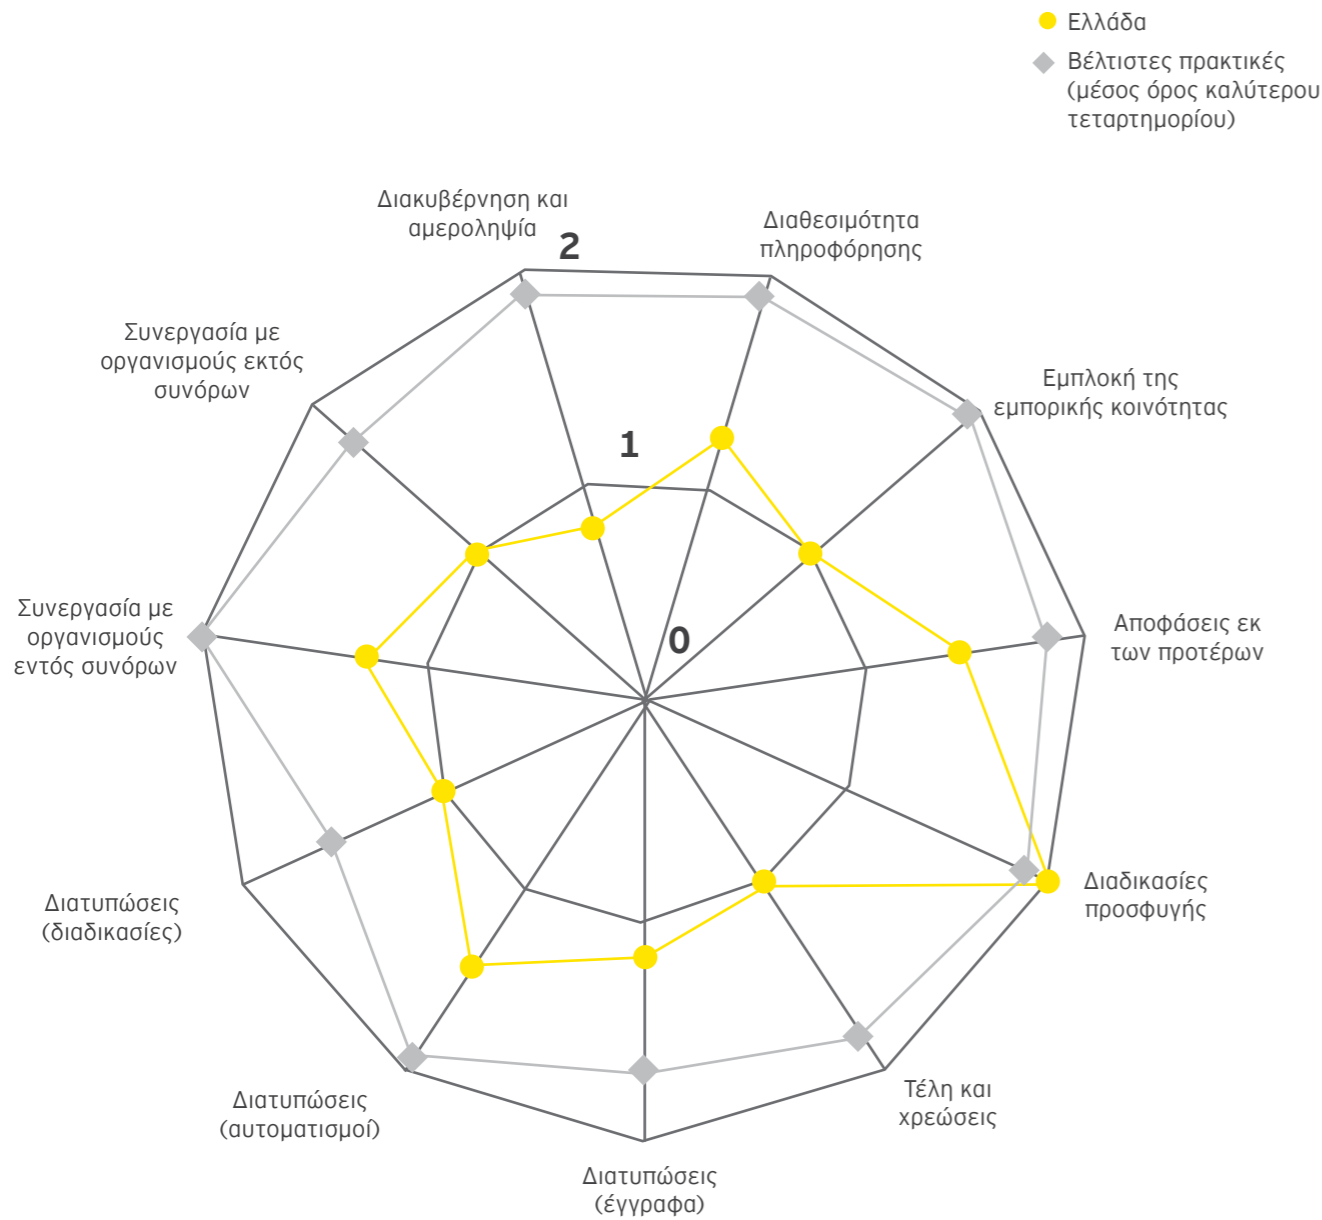 Ελλάδα
Βέλτιστες πρακτικές
(μέσος όρος καλύτερου
τεταρτημορίου)
Διακυβέρνηση και
αμεροληψία
2
Διαθεσιμότητα
πληροφόρησης
Συνεργασία με
οργανισμούς εκτός
συνόρων
Εμπλοκή της
εμπορικής κοινότητας
1
Συνεργασία με
οργανισμούς
εντός συνόρων
0
Αποφάσεις εκ
των προτέρων
Διατυπώσεις
(διαδικασίες)
Διαδικασίες
προσφυγής
Διατυπώσεις
(αυτοματισμοί)
Τέλη και
χρεώσεις
Διατυπώσεις
(έγγραφα)